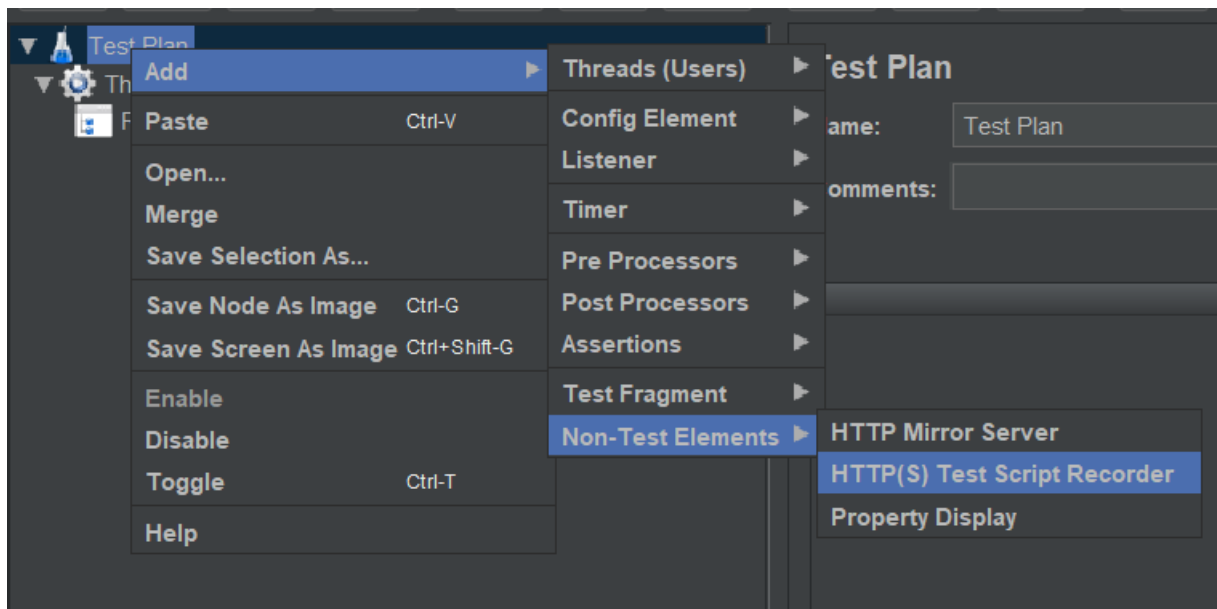 Test Plan
Th
Add
Paste Ctrl-V
Open...
Merge
Save Selection As...
Save Node As Image Ctrl-G
Save Screen As Image Ctrl+Shift-G
Enable
Disable
Toggle Ctrl-T
Help
Threads (Users)
Config Element
Listener
Timer
Pre Processors
Post Processors
Assertions
Test Fragment
Non-Test Elements
HTTP Mirror Server
HTTP(S) Test Script Recorder
Property Display
Test Plan
ame: Test Plan
omments: